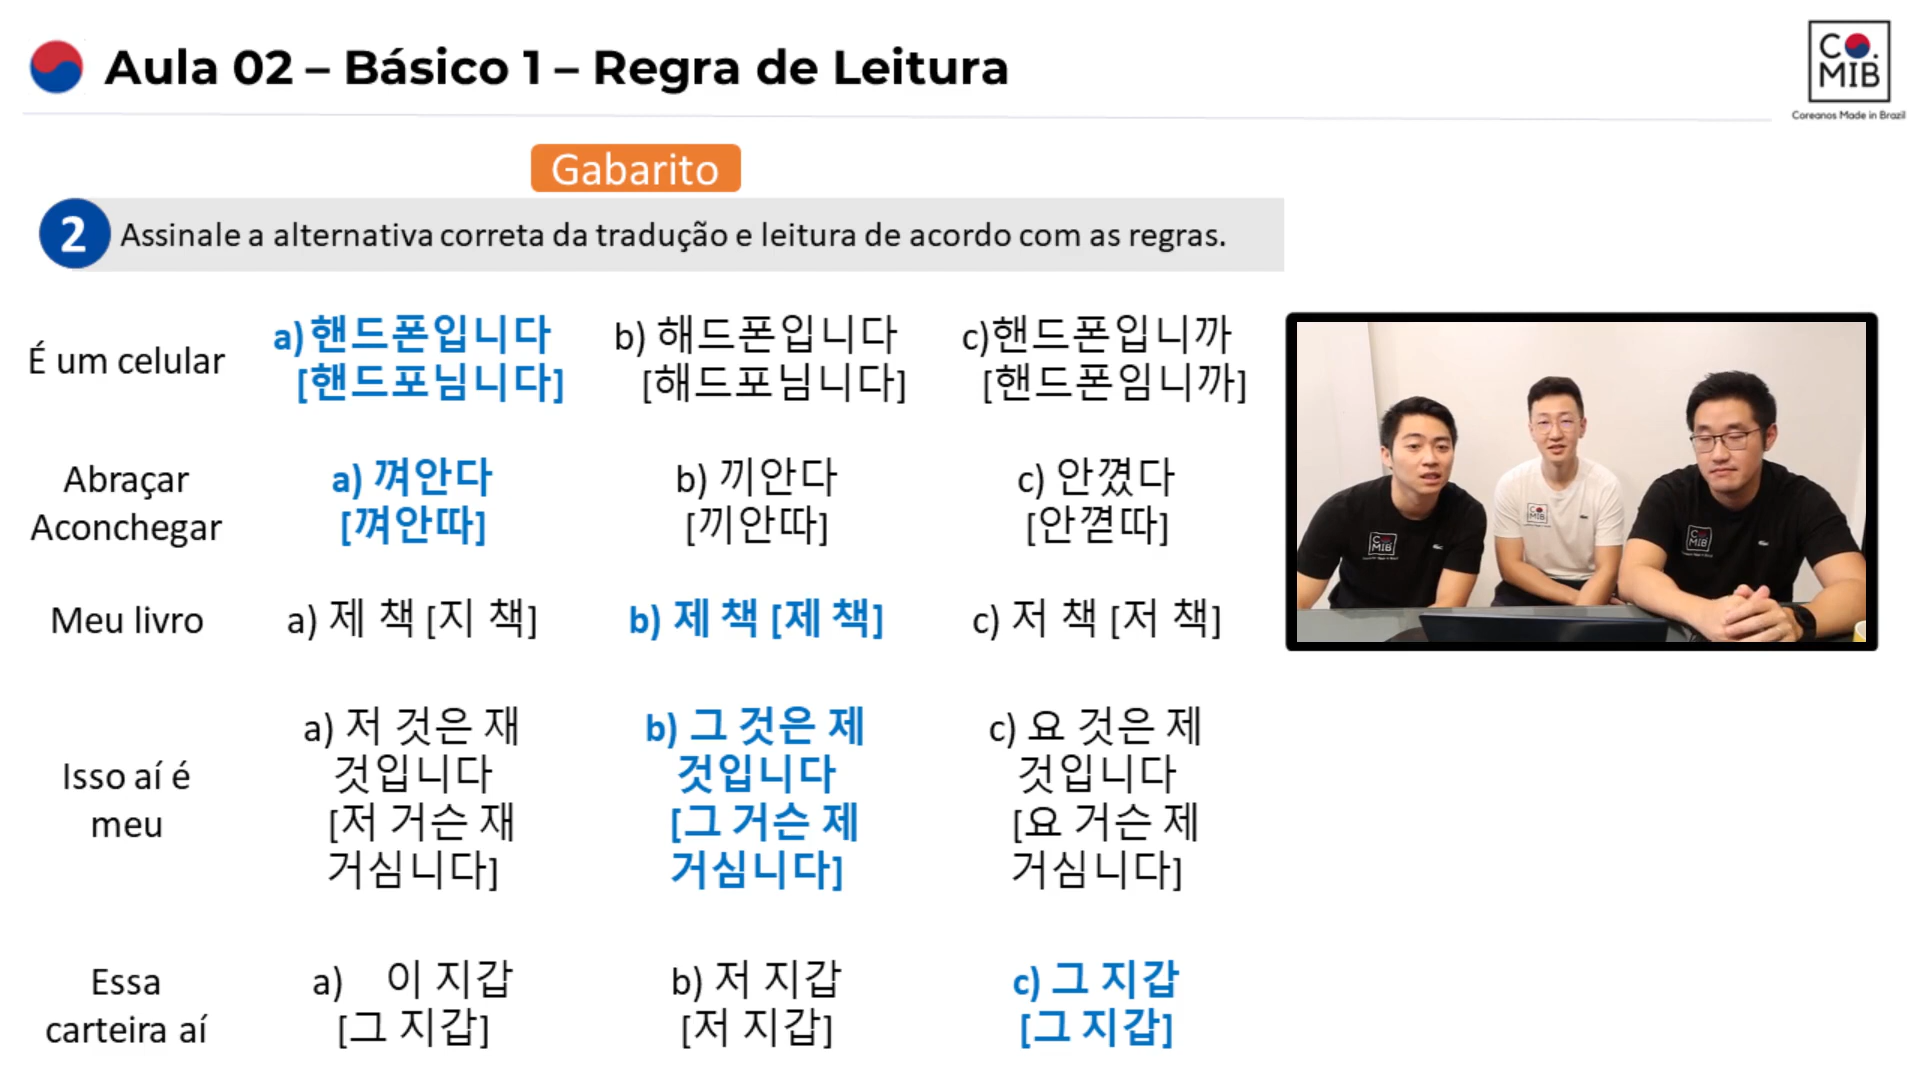 Aula 02 – Básico 1 – Regra de Leitura
CO.
MIB
Coreanos Made in Brazil
Gabarito
2 Assinale a alternativa correta da tradução e leitura de acordo com as regras.
É um celular
a) 핸드폰입니다
[핸드포님니다]
b) 해드폰입니다
[해드포님니다]
c)핸드폰입니까
[핸드폰임니까]
Abraçar
Aconchegar
a) 껴안다
[껴안따]
b) 끼안다
[끼안따]
c) 안꼈다
[안껻따]
Meu livro
a) 제 책 [지 책]
b) 제 책 [제 책]
c) 저 책 [저 책]
Isso aí é
meu
a) 저 것은 재
것입니다
[저 거슨 재
거심니다]
b) 그 것은 제
것입니다
[그 거슨 제
거심니다]
c) 요 것은 제
것입니다
[요 거슨 제
거심니다]
Essa
carteira aí
a) 이 지갑
[그 지갑]
b) 저 지갑
[저 지갑]
c) 그 지갑
[그 지갑]
CO.
MIB
CO.
MIB
CO.
MIB